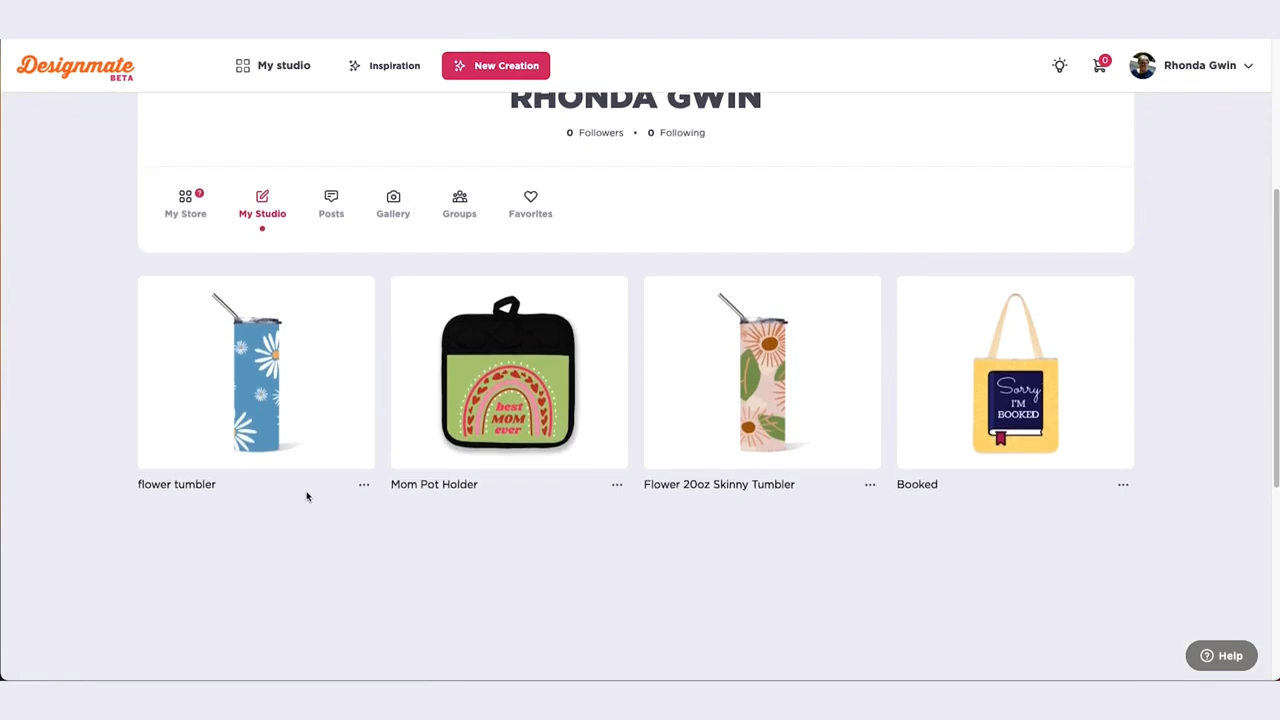 Designmate
BETA
My studio
Inspiration
New Creation
0
Rhonda Gwin
RHONDA GWIN
0 Followers • 0 Following
?
My Store
My Studio
Posts
Gallery
Groups
Favorites
best
MOM
ever
Sorry
I'M
BOOKED
flower tumbler
...
Mom Pot Holder
...
Flower 20oz Skinny Tumbler
...
Booked
...
? Help